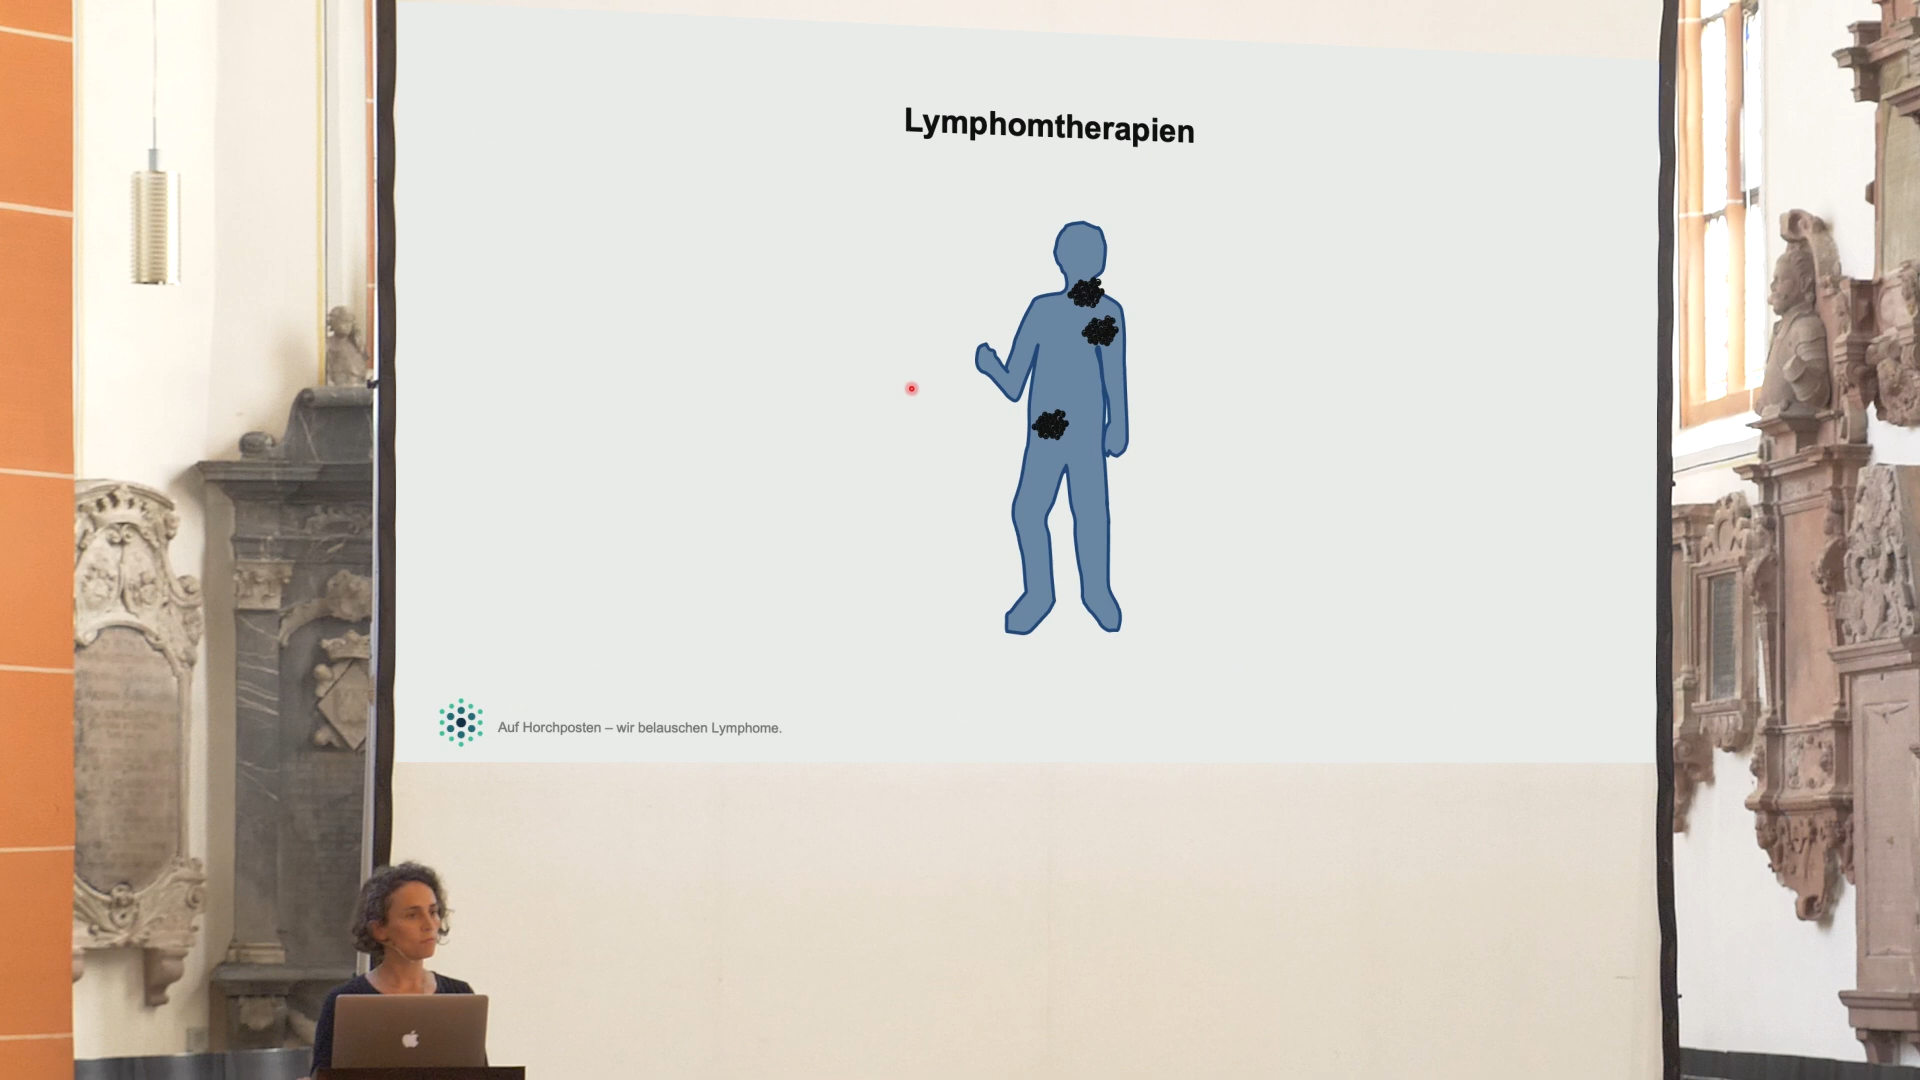 Lymphomtherapien
Auf Horchposten – wir belauschen Lymphome.